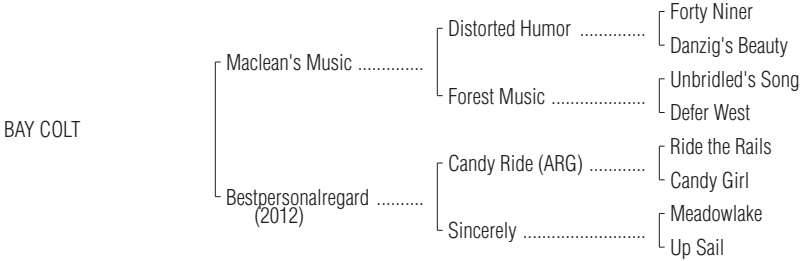 Forty Niner
Distorted Humor ..............
Danzig's Beauty
Maclean's Music ..............
Unbridled's Song
Forest Music ....................
Defer West
BAY COLT
Ride the Rails
Candy Ride (ARG) ............
Candy Girl
Bestpersonalregard ..........
(2012)
Meadowlake
Sincerely ..........................
Up Sail